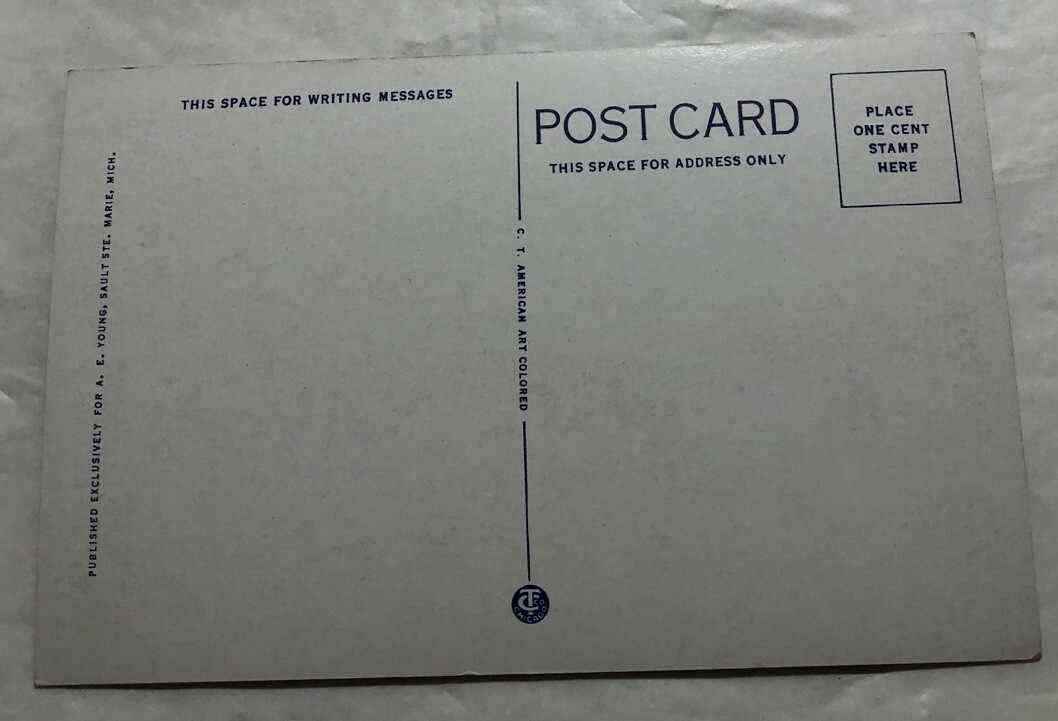 THIS SPACE FOR WRITING MESSAGES
POST CARD
THIS SPACE FOR ADDRESS ONLY
PLACE
ONE CENT
STAMP
HERE
PUBLISHED EXCLUSIVELY FOR A. E. YOUNG, SAULT STE. MARIE, MICH.
C. T. AMERICAN ART COLORED
CHICAGO